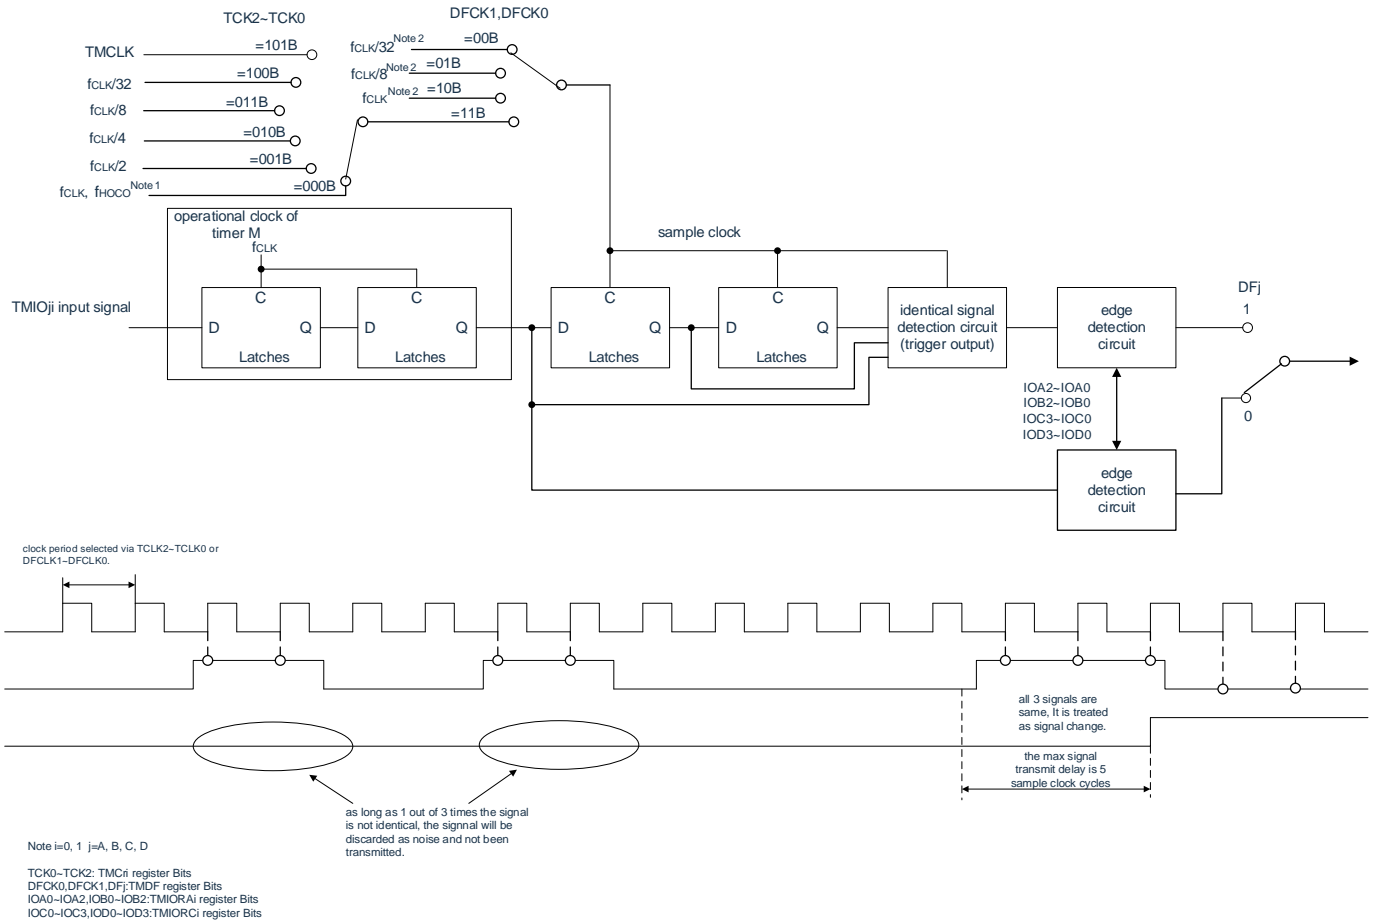 TCK2~TCK0
DFCK1,DFCK0
TMCLK =101B
fCLK/32 =100B
fCLK/8 =011B
fCLK/4 =010B
fCLK/2 =001B
fCLK, fHOCO Note 1 =000B
fCLK/32 Note 2 =00B
fCLK/8 Note 2 =01B
fCLK Note 2 =10B
=11B
operational clock of
timer M
fCLK
sample clock
TMIOji input signal
C
D Q
Latches
C
D Q
Latches
C
D Q
Latches
C
D Q
Latches
identical signal
detection circuit
(trigger output)
edge
detection
circuit
DFj
1
0
IOA2~IOA0
IOB2~IOB0
IOC3~IOC0
IOD3~IOD0
edge
detection
circuit
clock period selected via TCLK2~TCLK0 or
DFCLK1~DFCLK0.
all 3 signals are
same, It is treated
as signal change.
the max signal
transmit delay is 5
sample clock cycles
as long as 1 out of 3 times the signal
is not identical, the signnal will be
discarded as noise and not been
transmitted.
Note i=0, 1 j=A, B, C, D
TCK0~TCK2: TMCri register Bits
DFCK0,DFCK1,DFj:TMDF register Bits
IOA0~IOA2,IOB0~IOB2:TMIORAi register Bits
IOC0~IOC3,IOD0~IOD3:TMIORCi register Bits